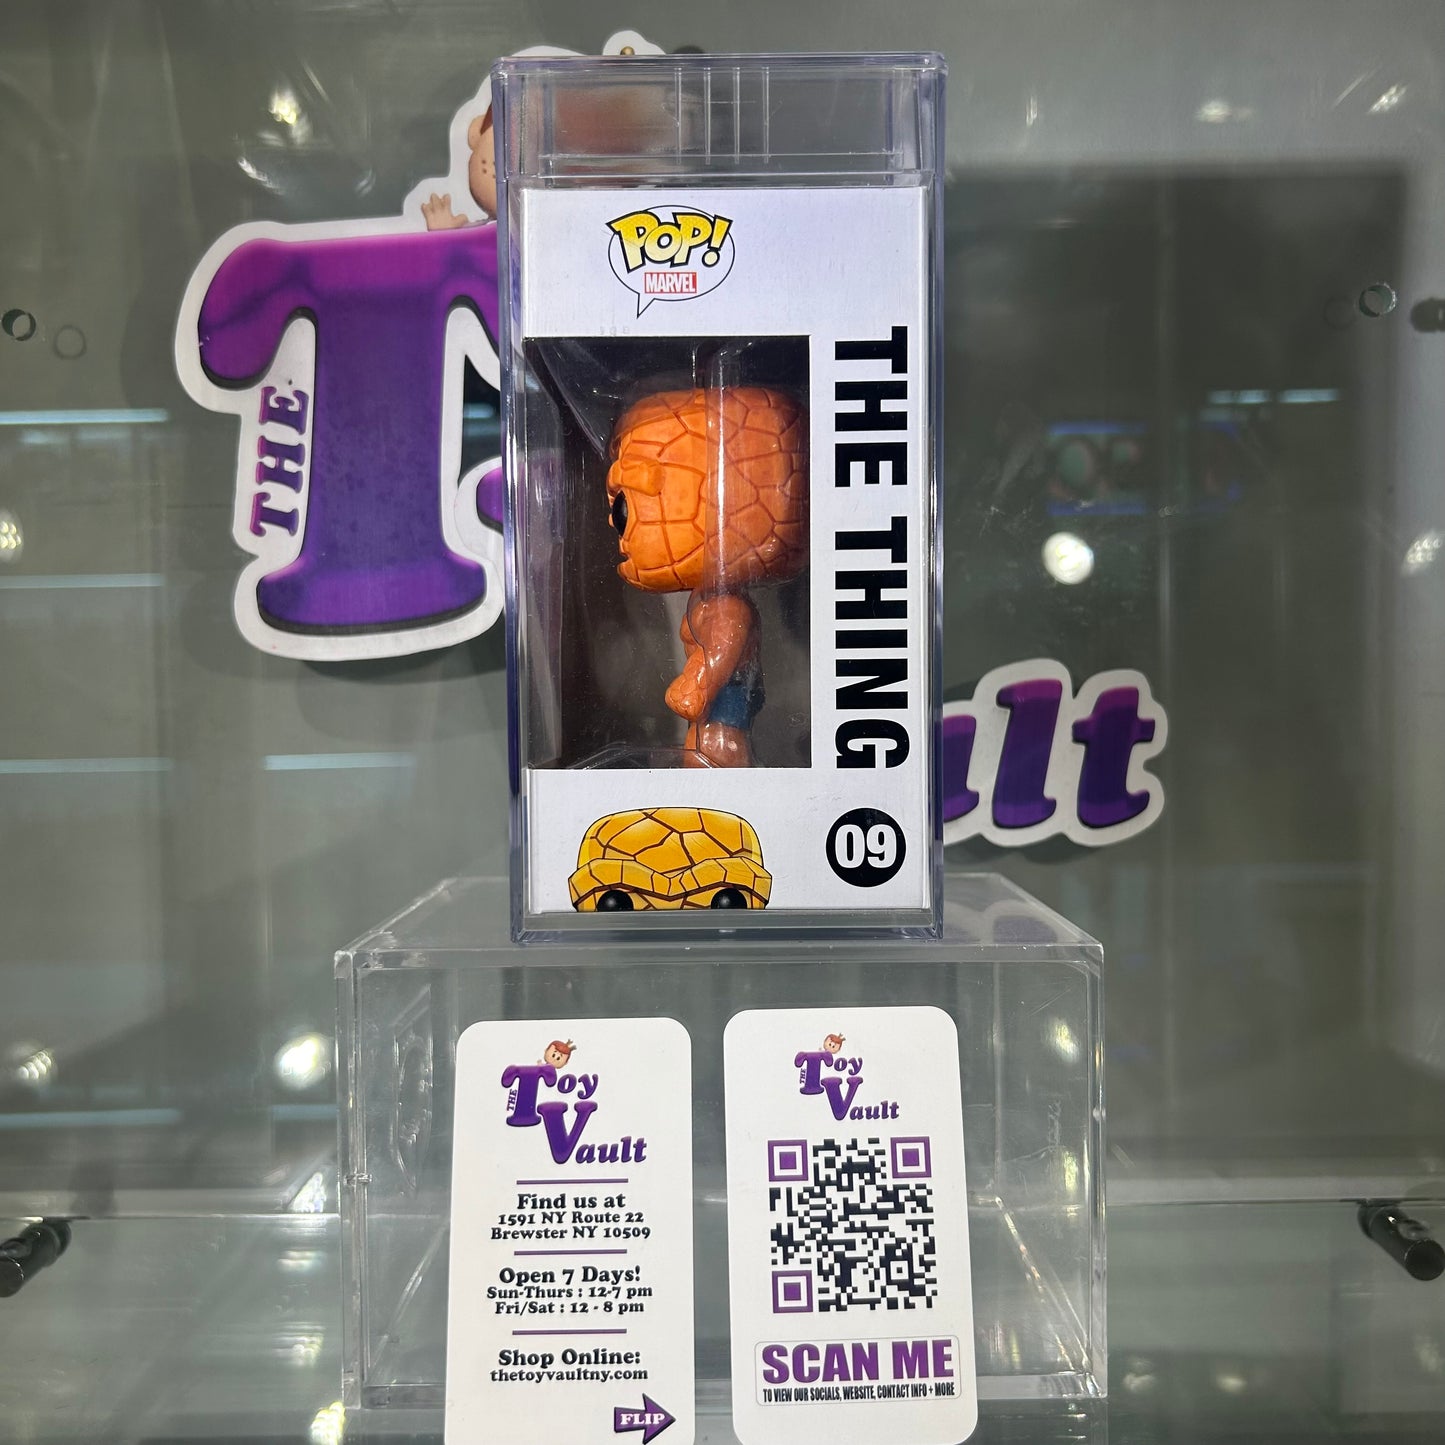 POP!
MARVEL
THE THING
09
THE T
ult
THE Toy
Vault
Find us at
1591 NY Route 22
Brewster NY 10509
Open 7 Days!
Sun-Thurs : 12-7 pm
Fri/Sat : 12 - 8 pm
Shop Online:
thetoyvaultny.com
FLIP
THE Toy
Vault
SCAN ME
TO VIEW OUR SOCIALS, WEBSITE, CONTACT INFO + MORE